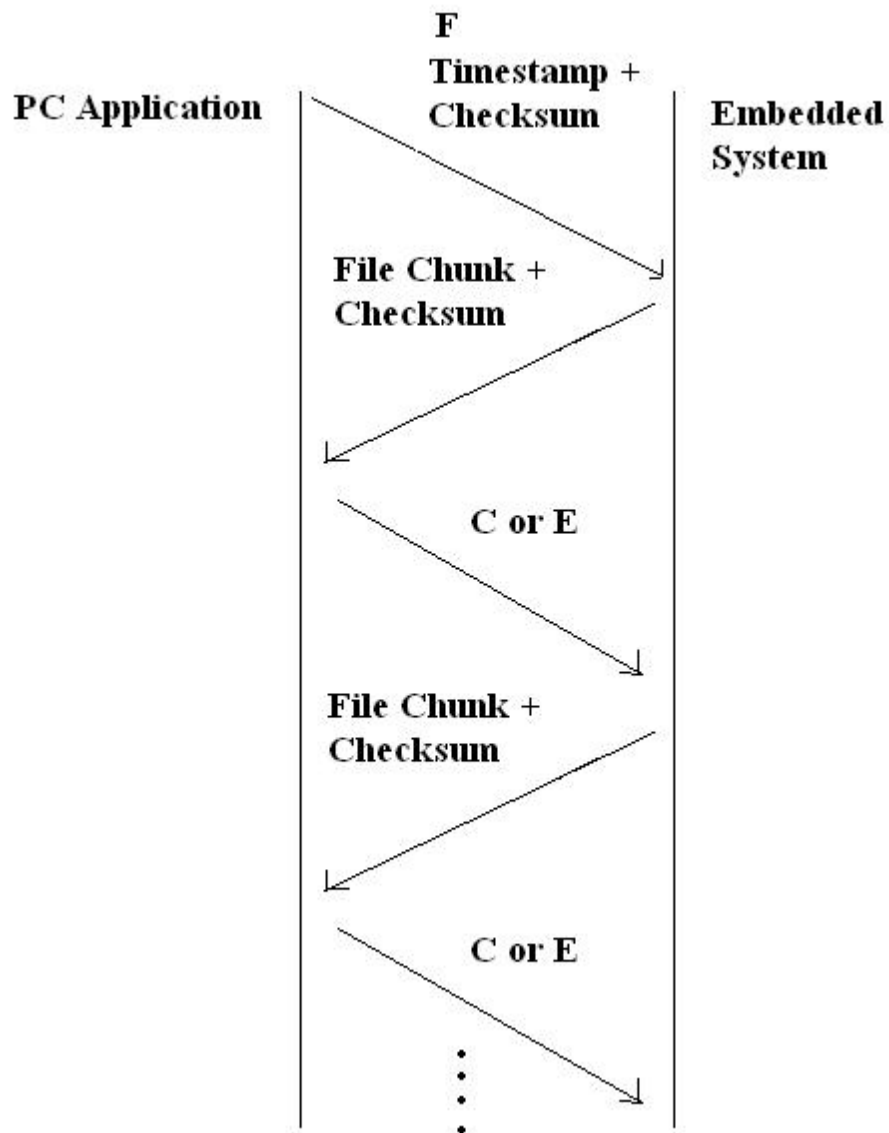 F
Timestamp +
Checksum
PC Application
Embedded
System
File Chunk +
Checksum
C or E
File Chunk +
Checksum
C or E